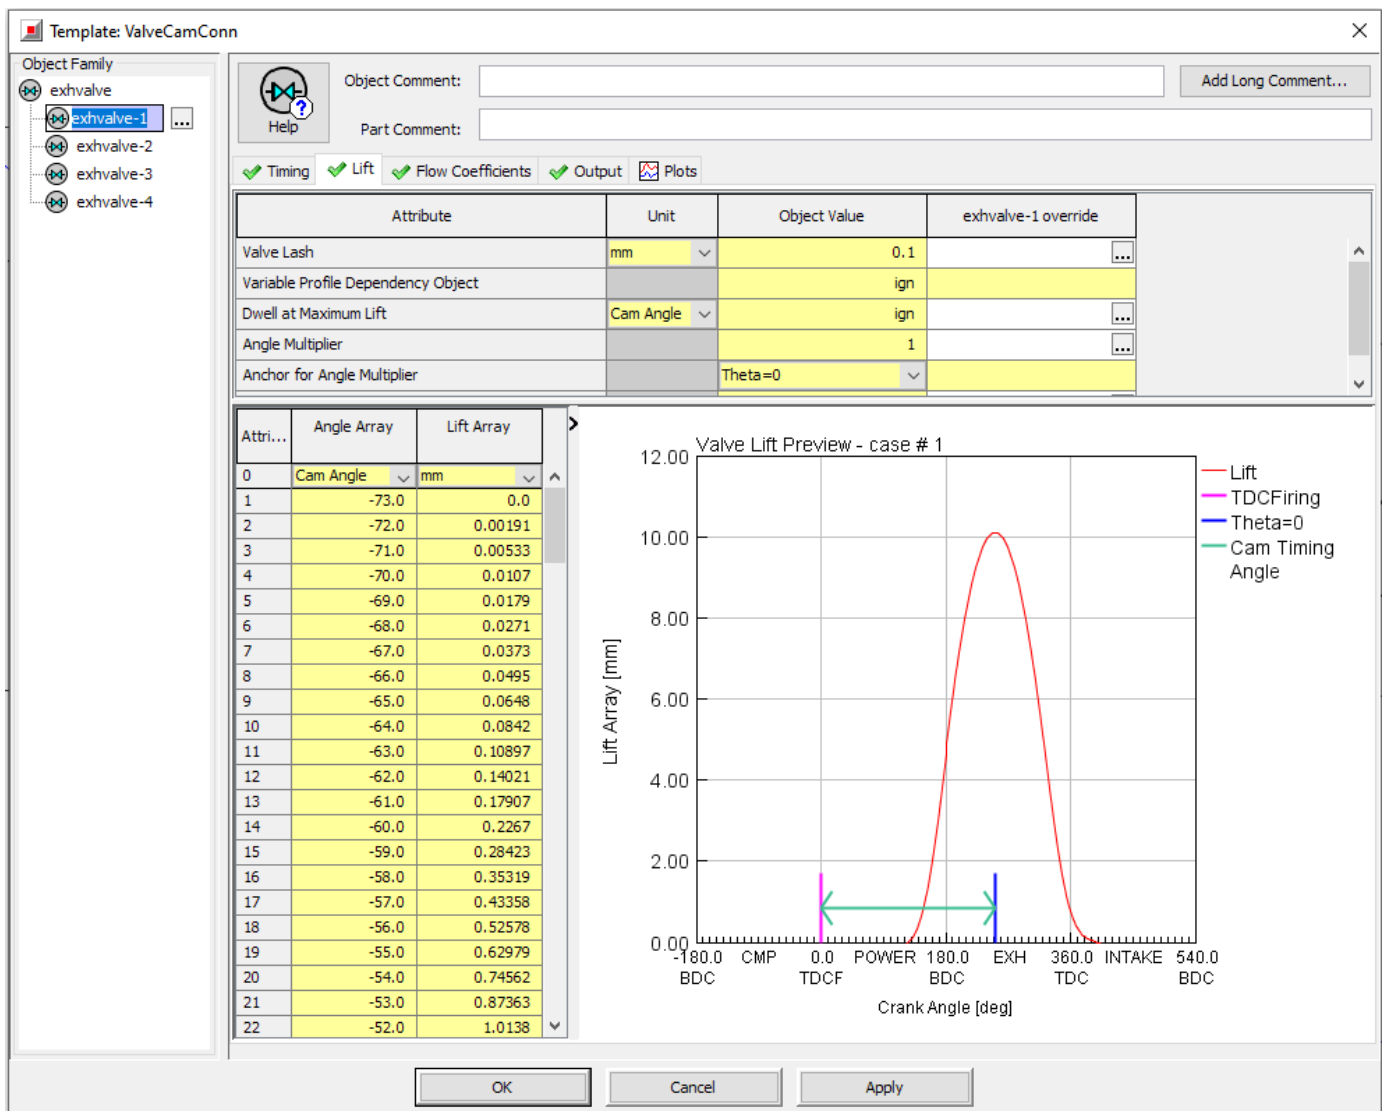 Template: ValveCamConn
Object Family
exhvalve
exhvalve-1 ...
exhvalve-2
exhvalve-3
exhvalve-4
Help
Object Comment:
Add Long Comment...
Part Comment:
Timing Lift Flow Coefficients Output Plots
Attribute Unit Object Value exhvalve-1 override
Valve Lash mm 0.1 ...
Variable Profile Dependency Object ign
Dwell at Maximum Lift Cam Angle ign ...
Angle Multiplier 1 ...
Anchor for Angle Multiplier Theta=0
Attri... Angle Array Lift Array
0 Cam Angle mm
1 -73.0 0.0
2 -72.0 0.00191
3 -71.0 0.00533
4 -70.0 0.0107
5 -69.0 0.0179
6 -68.0 0.0271
7 -67.0 0.0373
8 -66.0 0.0495
9 -65.0 0.0648
10 -64.0 0.0842
11 -63.0 0.10897
12 -62.0 0.14021
13 -61.0 0.17907
14 -60.0 0.2267
15 -59.0 0.28423
16 -58.0 0.35319
17 -57.0 0.43358
18 -56.0 0.52578
19 -55.0 0.62979
20 -54.0 0.74562
21 -53.0 0.87363
22 -52.0 1.0138
Valve Lift Preview - case # 1
12.00
10.00
8.00
6.00
4.00
2.00
0.00
Lift Array [mm]
-180.0 CMP 0.0 POWER 180.0 EXH 360.0 INTAKE 540.0
BDC TDCF BDC TDC BDC
Crank Angle [deg]
Lift
TDCFiring
Theta=0
Cam Timing
Angle
OK Cancel Apply